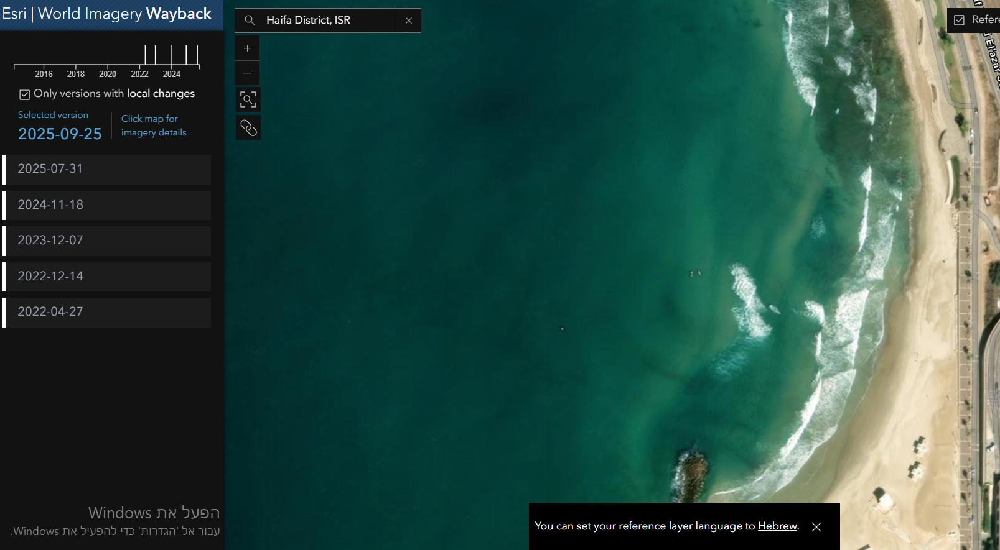 Esri | World Imagery Wayback
Haifa District, ISR
2016 2018 2020 2022 2024
Only versions with local changes
Selected version
2025-09-25
Click map for
imagery details
2025-07-31
2024-11-18
2023-12-07
2022-12-14
2022-04-27
הפעל את Windows
עבור אל 'הגדרות' כדי להפעיל את Windows.
You can set your reference layer language to Hebrew.
El'azar